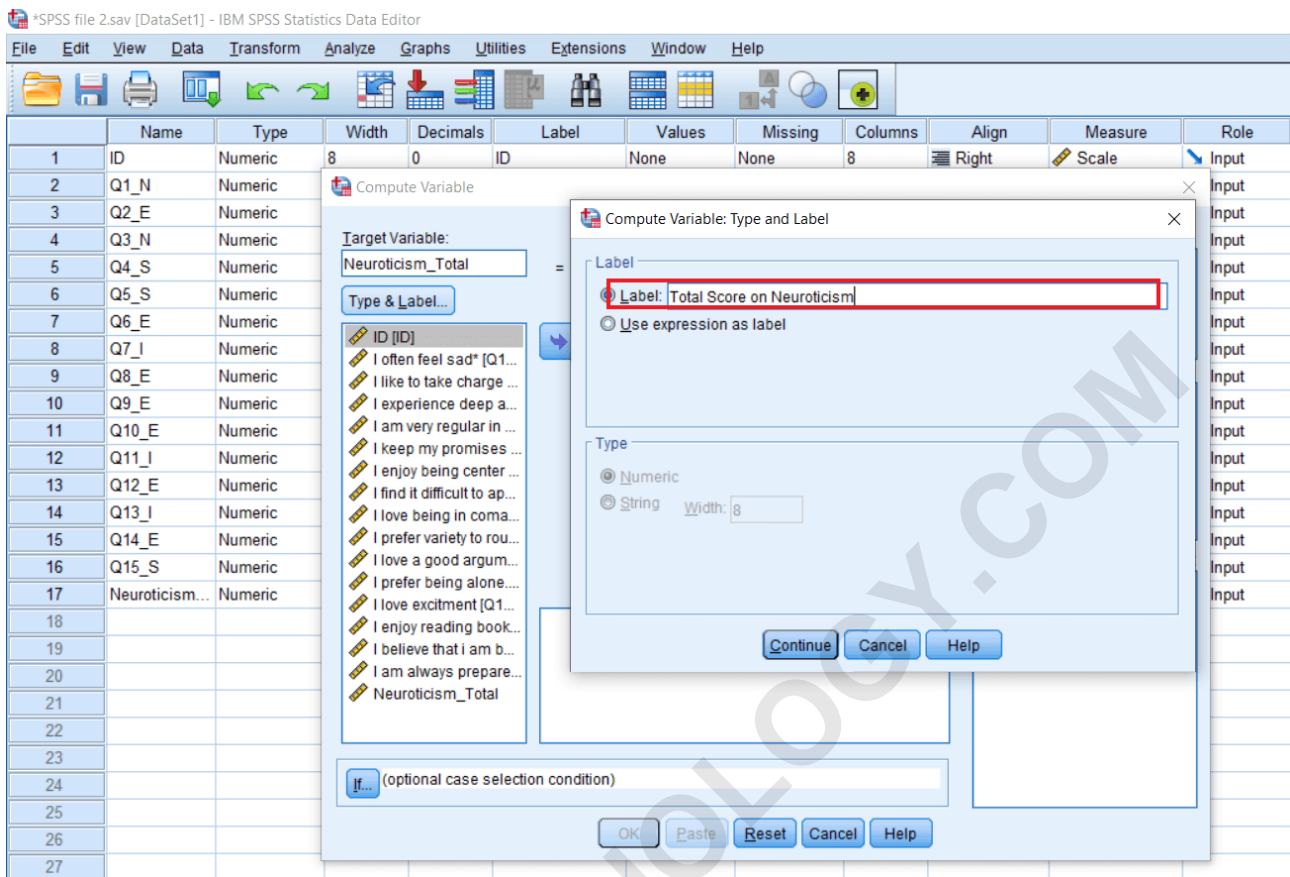 *SPSS file 2.sav [DataSet1] - IBM SPSS Statistics Data Editor
File Edit View Data Transform Analyze Graphs Utilities Extensions Window Help
Name Type Width Decimals Label Values Missing Columns Align Measure Role
1 ID Numeric 8 0 ID None None 8 Right Scale Input
2 Q1_N Numeric Input
3 Q2_E Numeric Input
4 Q3_N Numeric Input
5 Q4_S Numeric Input
6 Q5_S Numeric Input
7 Q6_E Numeric Input
8 Q7_I Numeric Input
9 Q8_E Numeric Input
10 Q9_E Numeric Input
11 Q10_E Numeric Input
12 Q11_I Numeric Input
13 Q12_E Numeric Input
14 Q13_I Numeric Input
15 Q14_E Numeric Input
16 Q15_S Numeric Input
17 Neuroticism... Numeric Input
18
19
20
21
22
23
24
25
26
27
Compute Variable
Target Variable:
Neuroticism_Total =
Type & Label...
ID [ID]
I often feel sad* [Q1...
I like to take charge ...
I experience deep a...
I am very regular in ...
I keep my promises ...
I enjoy being center ...
I find it difficult to ap...
I love being in coma...
I prefer variety to rou...
I love a good argum...
I prefer being alone....
I love excitment [Q1...
I enjoy reading book...
I believe that i am b...
I am always prepare...
Neuroticism_Total
If... (optional case selection condition)
OK Paste Reset Cancel Help
Compute Variable: Type and Label
Label
Label: Total Score on Neuroticism
Use expression as label
Type
Numeric
String Width: 8
Continue Cancel Help
OLOGY.COM